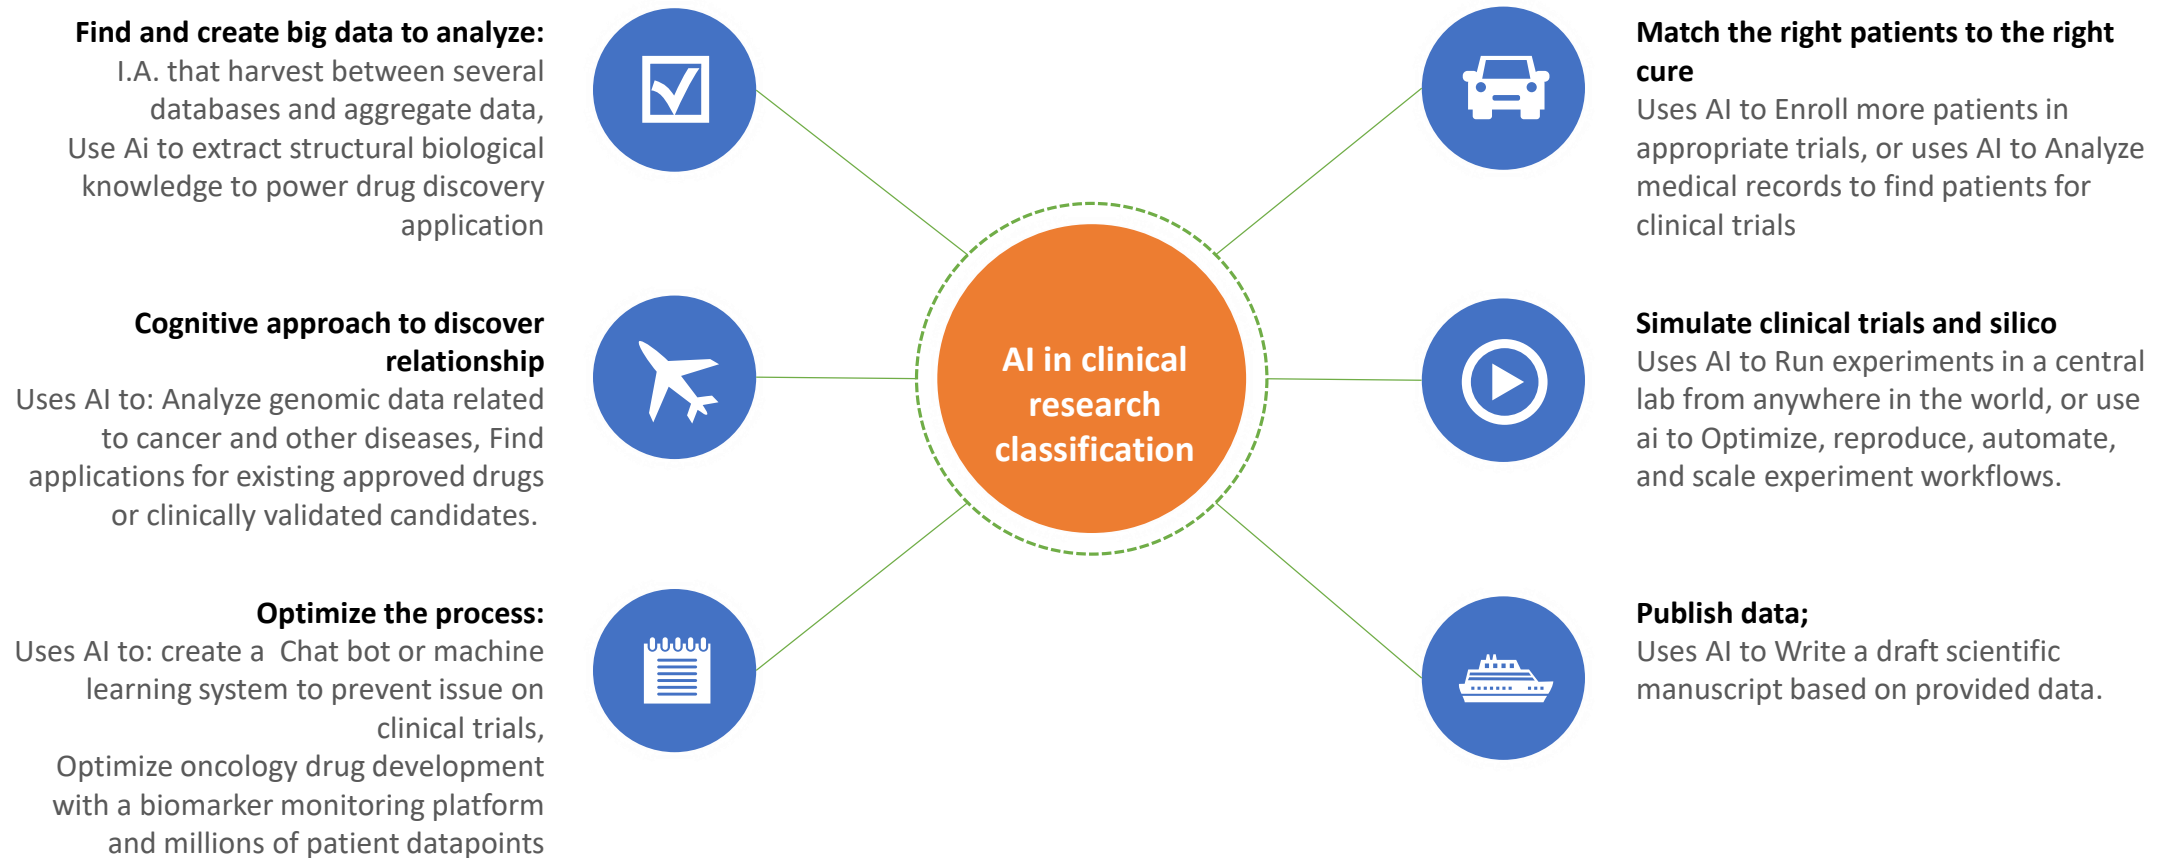 Find and create big data to analyze:
I.A. that harvest between several
databases and aggregate data,
Use Ai to extract structural biological
knowledge to power drug discovery
application
Cognitive approach to discover
relationship
Uses AI to: Analyze genomic data related
to cancer and other diseases, Find
applications for existing approved drugs
or clinically validated candidates.
Optimize the process:
Uses AI to: create a  Chat bot or machine
learning system to prevent issue on
clinical trials,
Optimize oncology drug development
with a biomarker monitoring platform
and millions of patient datapoints
AI in clinical
research
classification
Match the right patients to the right
cure
Uses AI to Enroll more patients in
appropriate trials, or uses AI to Analyze
medical records to find patients for
clinical trials
Simulate clinical trials and silico
Uses AI to Run experiments in a central
lab from anywhere in the world, or use
ai to Optimize, reproduce, automate,
and scale experiment workflows.
Publish data;
Uses AI to Write a draft scientific
manuscript based on provided data.